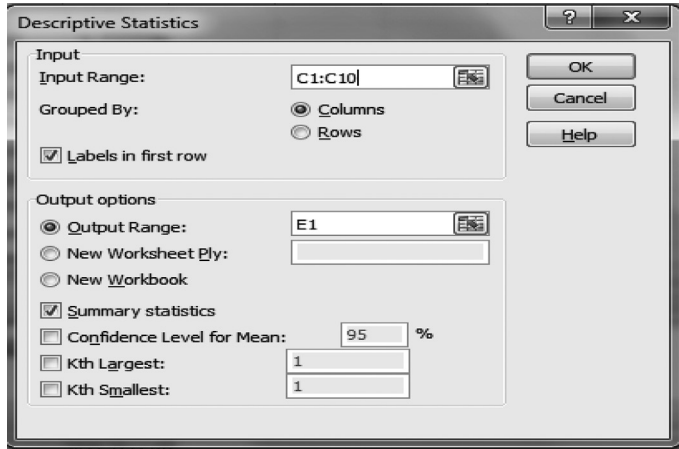 Descriptive Statistics
Input
Input Range: C1:C10
Grouped By: Columns
Rows
Labels in first row
OK
Cancel
Help
Output options
Output Range: E1
New Worksheet Ply:
New Workbook
Summary statistics
Confidence Level for Mean: 95 %
Kth Largest: 1
Kth Smallest: 1